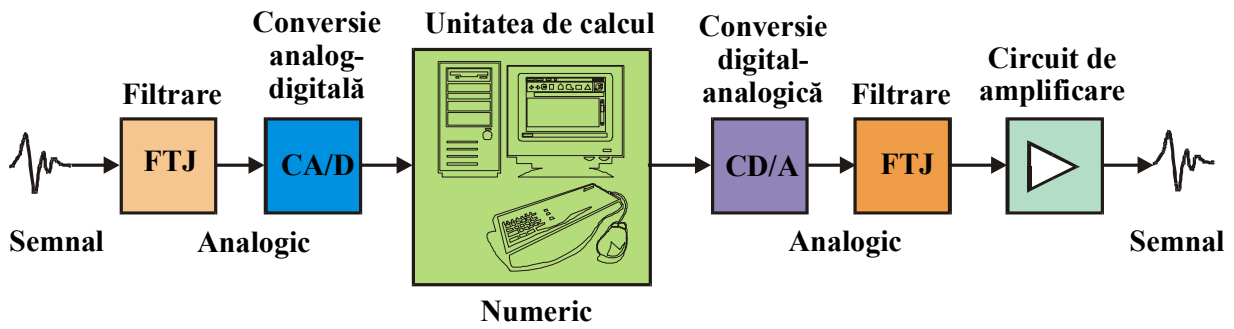 Conversie
analog-
digitală
Unitatea de calcul
Conversie
digital-
analogică
Circuit de
amplificare
Filtrare
Filtrare
FTJ
CA/D
CD/A
FTJ
Semnal
Analogic
Numeric
Analogic
Semnal